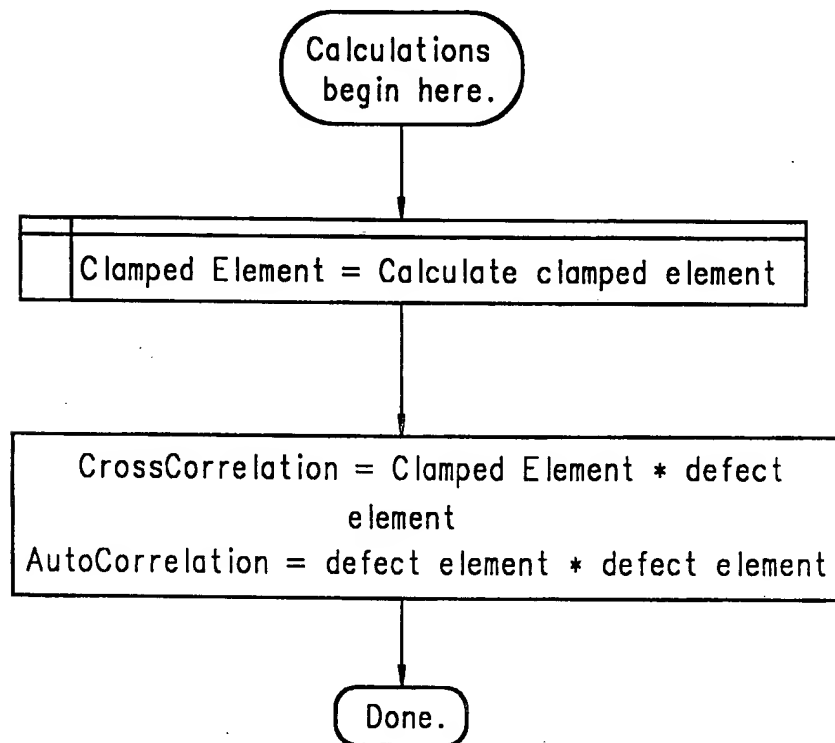 Calculations
begin here.
Clamped Element = Calculate clamped element
CrossCorrelation = Clamped Element * defect
element
AutoCorrelation = defect element * defect element
Done.